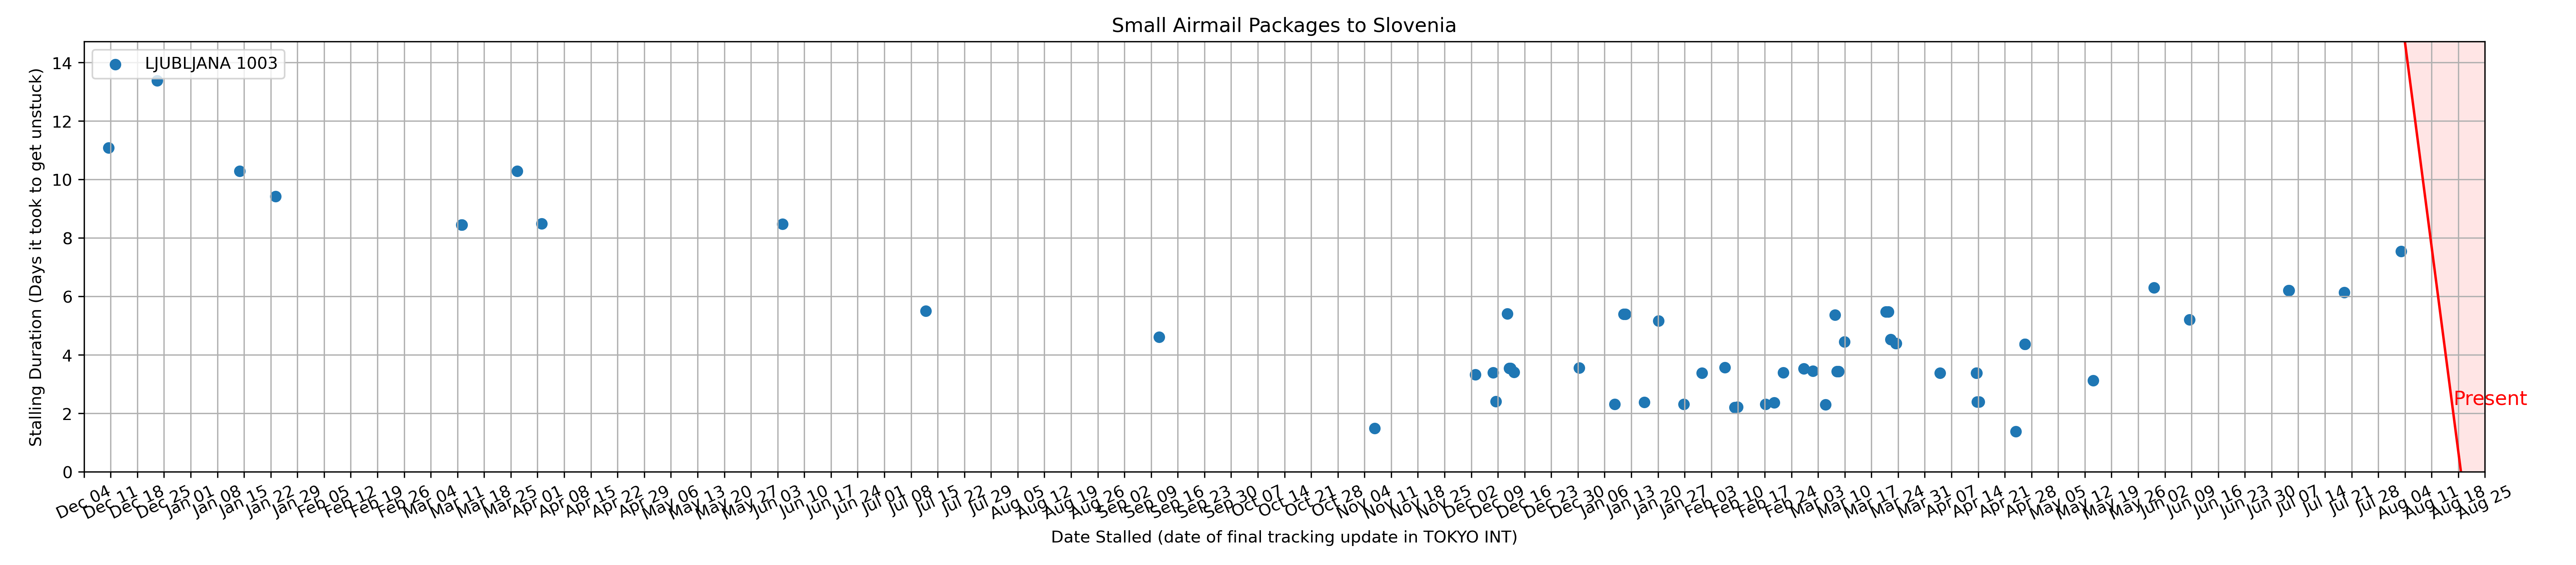 Small Airmail Packages to Slovenia
LJUBLJANA 1003
Stalling Duration (Days it took to get unstuck)
14
12
10
8
6
4
2
0
Present
Dec 04
Dec 11
Dec 18
Dec 25
Jan 01
Jan 08
Jan 15
Jan 22
Jan 29
Feb 05
Feb 12
Feb 19
Feb 26
Mar 04
Mar 11
Mar 18
Mar 25
Apr 01
Apr 08
Apr 15
Apr 22
Apr 29
May 06
May 13
May 20
May 27
Jun 03
Jun 10
Jun 17
Jun 24
Jul 01
Jul 08
Jul 15
Jul 22
Jul 29
Aug 05
Aug 12
Aug 19
Aug 26
Sep 02
Sep 09
Sep 16
Sep 23
Sep 30
Oct 07
Oct 14
Oct 21
Oct 28
Nov 04
Nov 11
Nov 18
Nov 25
Dec 02
Dec 09
Dec 16
Dec 23
Dec 30
Jan 06
Jan 13
Jan 20
Jan 27
Feb 03
Feb 10
Feb 17
Feb 24
Mar 03
Mar 10
Mar 17
Mar 24
Mar 31
Apr 07
Apr 14
Apr 21
Apr 28
May 05
May 12
May 19
May 26
Jun 02
Jun 09
Jun 16
Jun 23
Jun 30
Jul 07
Jul 14
Jul 21
Jul 28
Aug 04
Aug 11
Aug 18
Aug 25
Date Stalled (date of final tracking update in TOKYO INT)